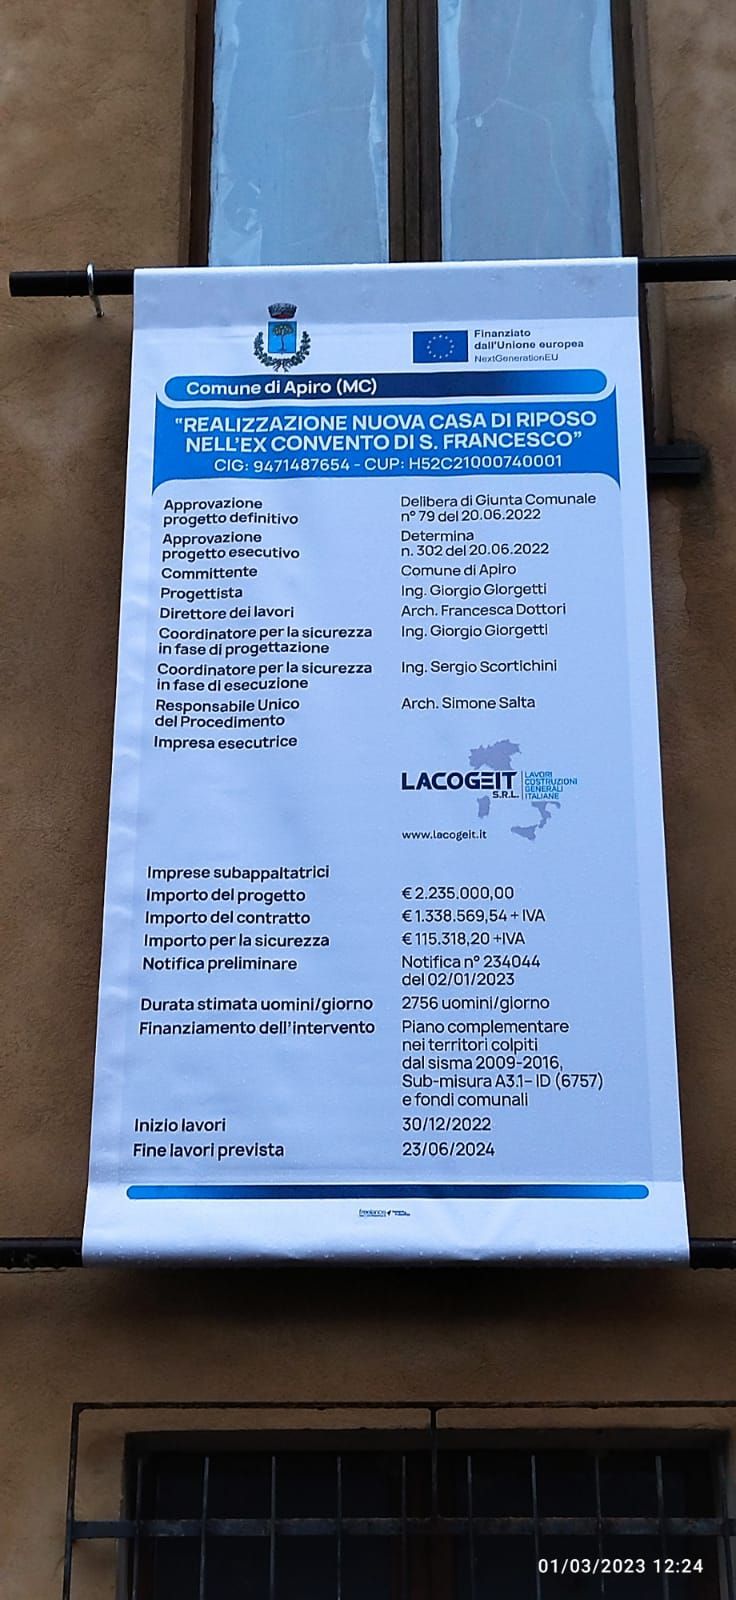 Finanziato
dall'Unione europea
NextGenerationEU
Comune di Apiro (MC)
"REALIZZAZIONE NUOVA CASA DI RIPOSO
NELL'EX CONVENTO DI S. FRANCESCO"
CIG: 9471487654 - CUP: H52C21000740001
Approvazione
progetto definitivo
Delibera di Giunta Comunale
n° 79 del 20.06.2022
Approvazione
progetto esecutivo
Determina
n. 302 del 20.06.2022
Committente
Comune di Apiro
Progettista
Ing. Giorgio Giorgetti
Direttore dei lavori
Arch. Francesca Dottori
Coordinatore per la sicurezza
in fase di progettazione
Ing. Giorgio Giorgetti
Coordinatore per la sicurezza
in fase di esecuzione
Ing. Sergio Scortichini
Responsabile Unico
del Procedimento
Arch. Simone Salta
Impresa esecutrice
LACOGEIT
S.R.L.
LAVORI
COSTRUZIONI
GENERALI
ITALIANE
www.lacogeit.it
Imprese subappaltatrici
Importo del progetto
€ 2.235.000,00
Importo del contratto
€ 1.338.569,54 + IVA
Importo per la sicurezza
€ 115.318,20 +IVA
Notifica preliminare
Notifica n° 234044
del 02/01/2023
Durata stimata uomini/giorno
2756 uomini/giorno
Finanziamento dell'intervento
Piano complementare
nei territori colpiti
dal sisma 2009-2016,
Sub-misura A3.1- ID (6757)
e fondi comunali
Inizio lavori
30/12/2022
Fine lavori prevista
23/06/2024
freelance
01/03/2023 12:24